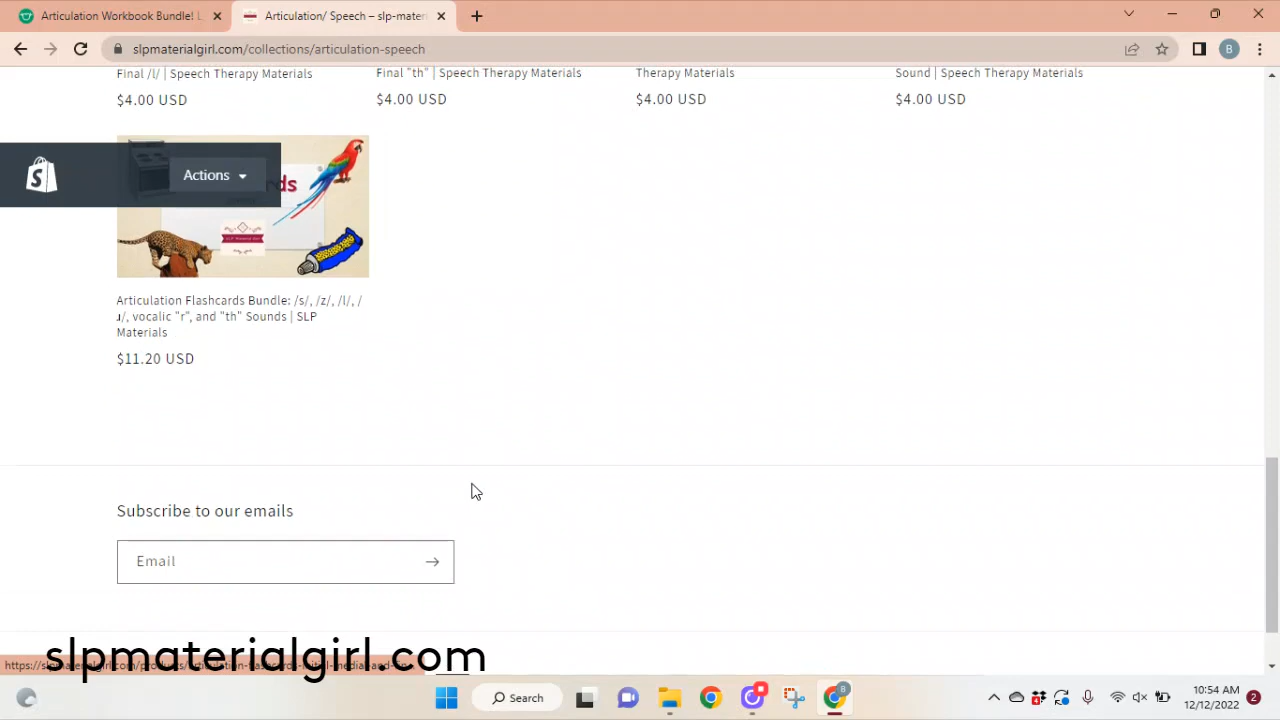 Articulation Workbook Bundle! L
Articulation/ Speech – slp-mater
slpmaterialgirl.com/collections/articulation-speech
B
Final /l/ | Speech Therapy Materials
Final "th" | Speech Therapy Materials
Therapy Materials
Sound | Speech Therapy Materials
$4.00 USD
$4.00 USD
$4.00 USD
$4.00 USD
Actions
rds
Articulation Flashcards Bundle: /s/, /z/, /l/, /
ɹ/, vocalic "r", and "th" Sounds | SLP
Materials
$11.20 USD
Subscribe to our emails
Email
slpmaterialgirl.com
Search
10:54 AM
12/12/2022
2